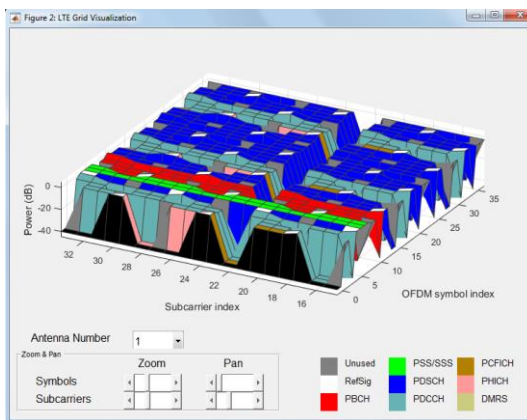 Figure 2: LTE Grid Visualization
Power (dB)
0
-20
-40
32 30 28 26 24 22 20 18 16
Subcarrier index
0 5 10 15 20 25 30 35
OFDM symbol index
Antenna Number 1
Zoom & Pan
Zoom Pan
Symbols
Subcarriers
Unused PSS/SSS PCFICH
RefSig PDSCH PHICH
PBCH PDCCH DMRS